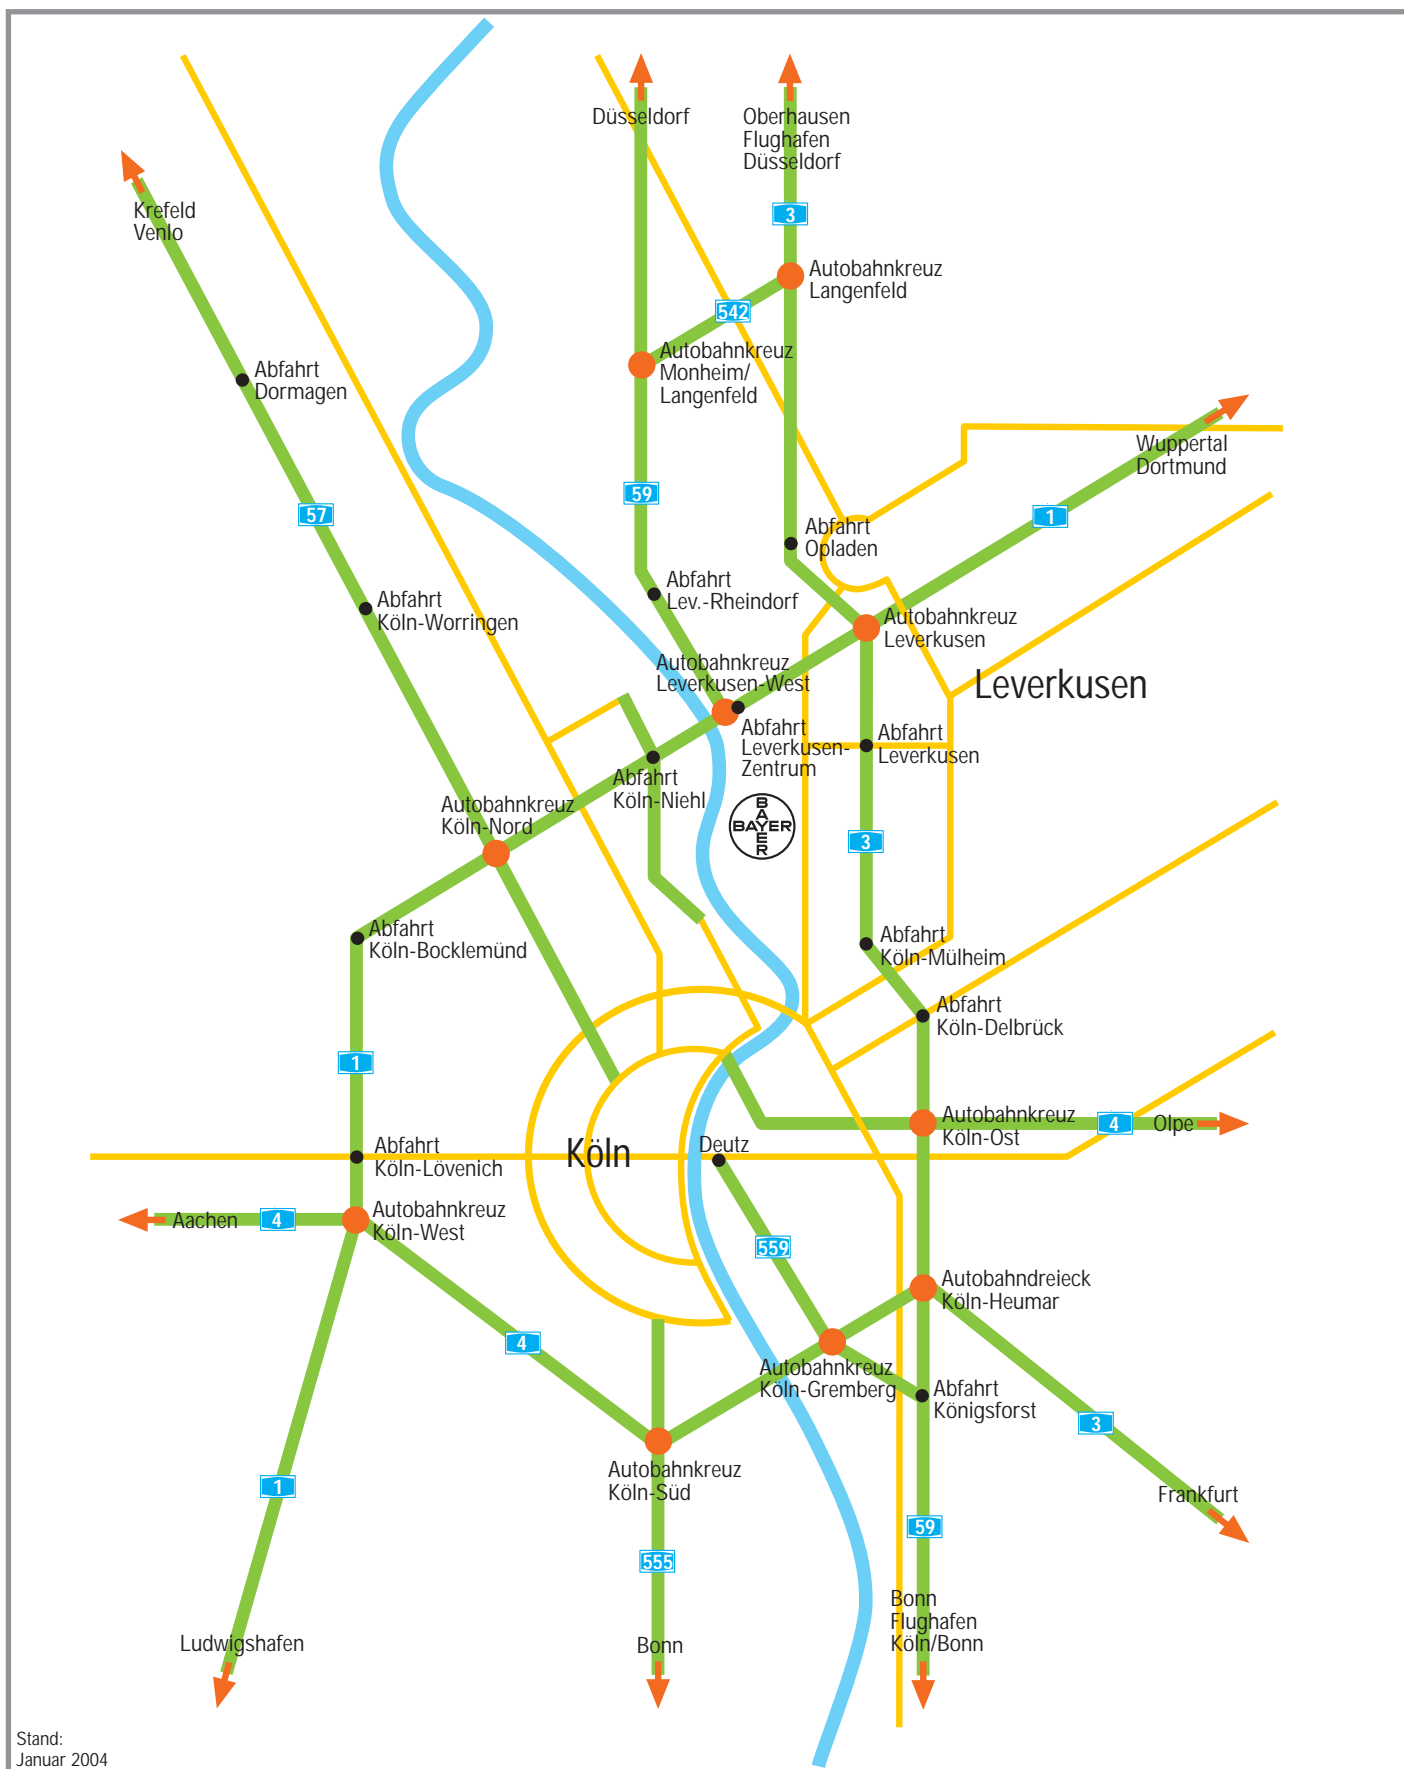 Düsseldorf
Oberhausen
Flughafen
Düsseldorf
3
Krefeld
Venlo
Autobahnkreuz
Langenfeld
542
Autobahnkreuz
Monheim/
Langenfeld
Abfahrt
Dormagen
Wuppertal
Dortmund
59
57
1
Abfahrt
Opladen
Abfahrt
Lev.-Rheindorf
Abfahrt
Köln-Worringen
Autobahnkreuz
Leverkusen
Autobahnkreuz
Leverkusen-West
Leverkusen
Abfahrt
Leverkusen-
Zentrum
Abfahrt
Leverkusen
Abfahrt
Köln-Niehl
Autobahnkreuz
Köln-Nord
BAYER
BAYER
3
Abfahrt
Köln-Bocklemünd
Abfahrt
Köln-Mülheim
Abfahrt
Köln-Delbrück
1
Autobahnkreuz
Köln-Ost
4
Olpe
Abfahrt
Köln-Lövenich
Köln
Deutz
Aachen
4
Autobahnkreuz
Köln-West
559
Autobahndreieck
Köln-Heumar
4
Autobahnkreuz
Köln-Gremberg
Abfahrt
Königsforst
3
Autobahnkreuz
Köln-Süd
1
Frankfurt
59
555
Bonn
Flughafen
Köln/Bonn
Ludwigshafen
Bonn
Stand:
Januar 2004